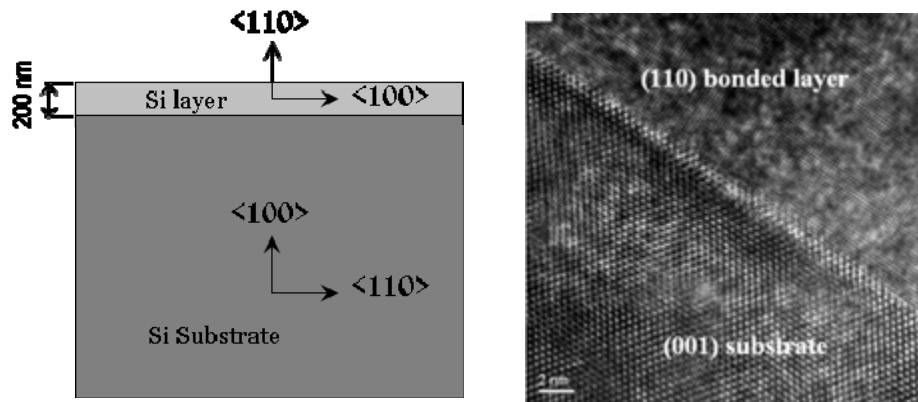 <110>
200 nm
Si layer
<100>
<100>
<110>
Si Substrate
(110) bonded layer
(001) substrate
2 nm